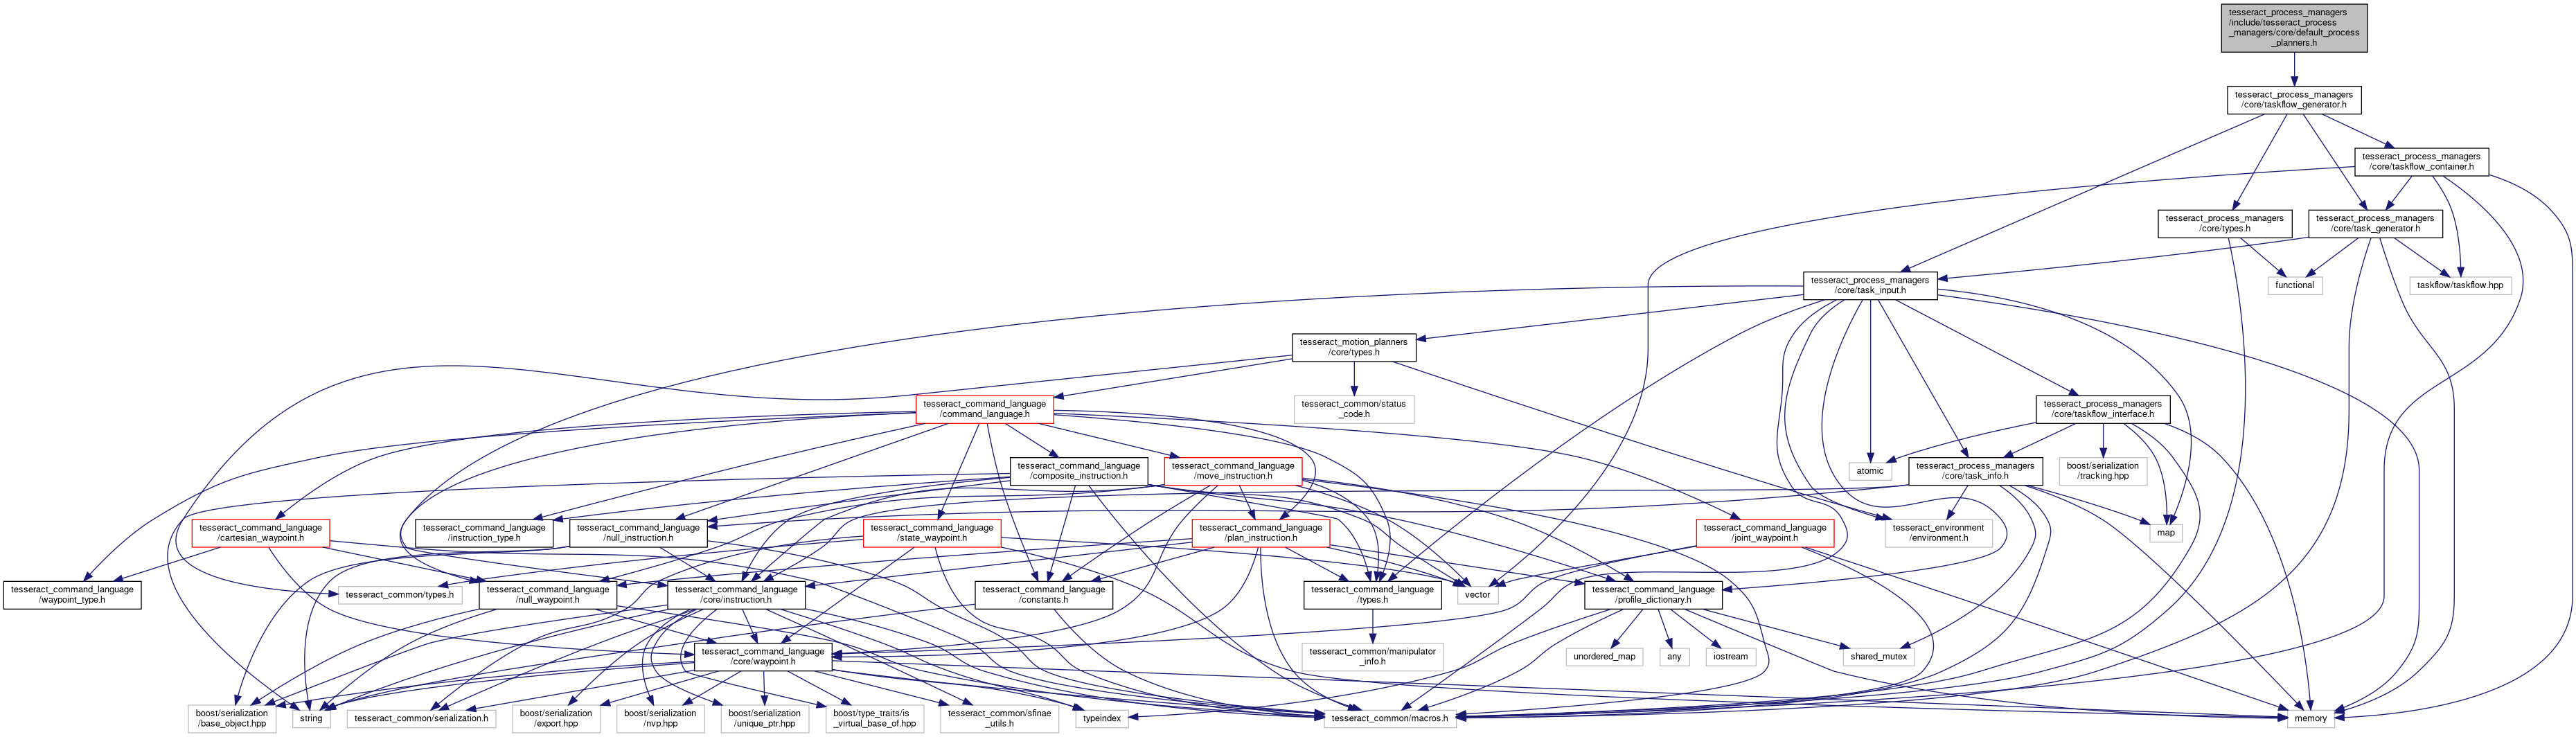 tesseract_process_managers
/include/tesseract_process
_managers/core/default_process
_planners.h
tesseract_process_managers
/core/taskflow_generator.h
tesseract_process_managers
/core/taskflow_container.h
tesseract_process_managers
/core/types.h
tesseract_process_managers
/core/task_generator.h
tesseract_process_managers
/core/task_input.h
functional
taskflow/taskflow.hpp
tesseract_motion_planners
/core/types.h
tesseract_command_language
/command_language.h
tesseract_common/status
_code.h
tesseract_process_managers
/core/taskflow_interface.h
tesseract_command_language
/composite_instruction.h
tesseract_command_language
/move_instruction.h
atomic
tesseract_process_managers
/core/task_info.h
boost/serialization
/tracking.hpp
tesseract_command_language
/cartesian_waypoint.h
tesseract_command_language
/instruction_type.h
tesseract_command_language
/null_instruction.h
tesseract_command_language
/state_waypoint.h
tesseract_command_language
/plan_instruction.h
tesseract_command_language
/joint_waypoint.h
tesseract_environment
/environment.h
map
tesseract_command_language
/waypoint_type.h
tesseract_common/types.h
tesseract_command_language
/null_waypoint.h
tesseract_command_language
/core/instruction.h
tesseract_command_language
/constants.h
tesseract_command_language
/types.h
vector
tesseract_command_language
/profile_dictionary.h
tesseract_command_language
/core/waypoint.h
tesseract_common/manipulator
_info.h
unordered_map
any
iostream
shared_mutex
boost/serialization
/base_object.hpp
string
tesseract_common/serialization.h
boost/serialization
/export.hpp
boost/serialization
/nvp.hpp
boost/serialization
/unique_ptr.hpp
boost/type_traits/is
_virtual_base_of.hpp
tesseract_common/sfinae
_utils.h
typeindex
tesseract_common/macros.h
memory